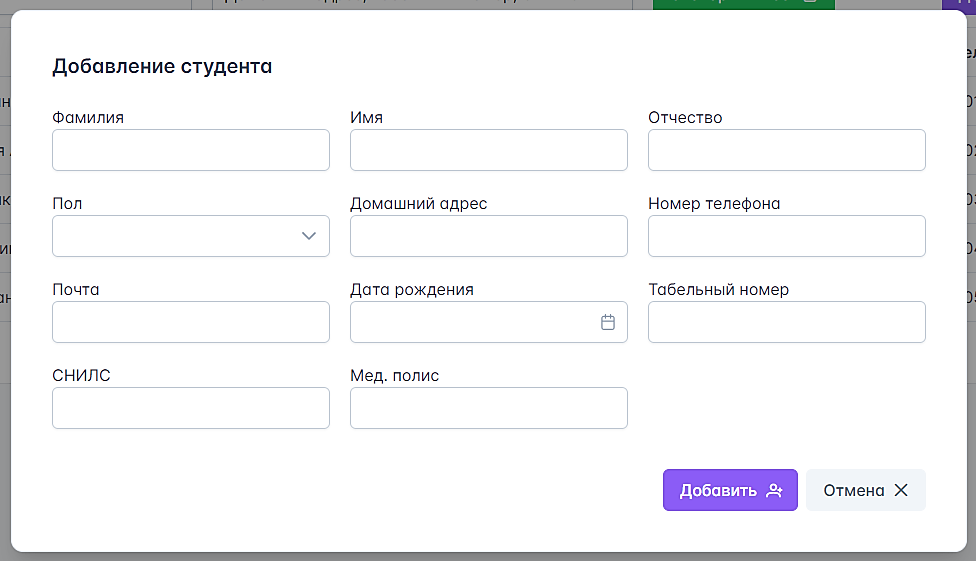 Добавление студента
Фамилия Имя Отчество
Пол Домашний адрес Номер телефона
Почта Дата рождения Табельный номер
СНИЛС Мед. полис
Добавить Отмена